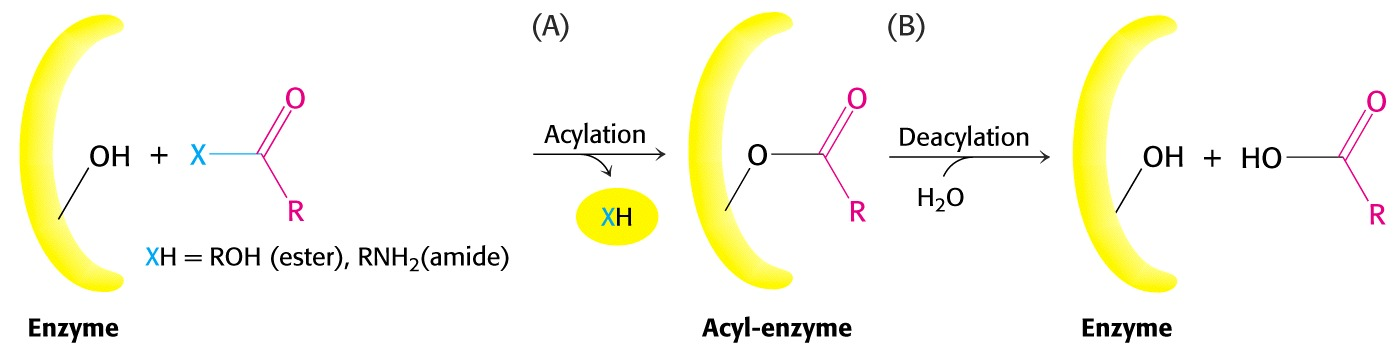 (A)
(B)
OH + X
O
R
Acylation
XH
O
O
R
Deacylation
H₂O
OH + HO
O
R
XH = ROH (ester), RNH₂(amide)
Enzyme
Acyl-enzyme
Enzyme